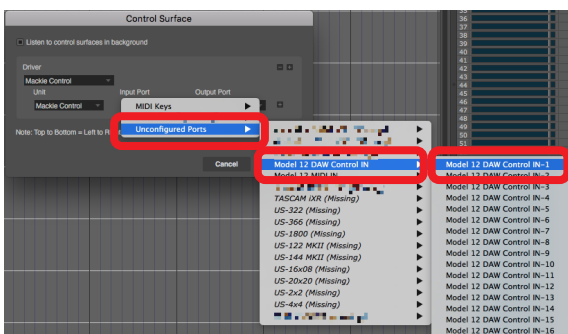 Control Surface
Listen to control surfaces in background
Driver
Mackie Control
Unit
Input Port
Output Port
Mackie Control
MIDI Keys
Unconfigured Ports
Note: Top to Bottom = Left to
Cancel
Model 12 DAW Control IN
Model 12 MIDI IN
TASCAM iXR (Missing)
US-322 (Missing)
US-366 (Missing)
US-1800 (Missing)
US-122 MKII (Missing)
US-144 MKII (Missing)
US-16x08 (Missing)
US-20x20 (Missing)
US-2x2 (Missing)
US-4x4 (Missing)
36
37
38
39
40
41
42
43
44
45
46
47
48
49
50
51
Model 12 DAW Control IN-1
Model 12 DAW Control IN-2
Model 12 DAW Control IN-3
Model 12 DAW Control IN-4
Model 12 DAW Control IN-5
Model 12 DAW Control IN-6
Model 12 DAW Control IN-7
Model 12 DAW Control IN-8
Model 12 DAW Control IN-9
Model 12 DAW Control IN-10
Model 12 DAW Control IN-11
Model 12 DAW Control IN-12
Model 12 DAW Control IN-13
Model 12 DAW Control IN-14
Model 12 DAW Control IN-15
Model 12 DAW Control IN-16